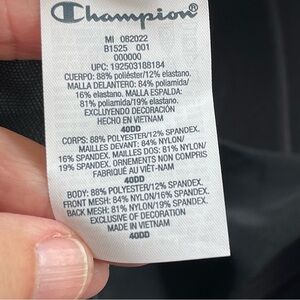 Champion®
MI 082022
B1525 001
000000
UPC: 192503188184
CUERPO: 88% poliéster/12% elastano.
MALLA DELANTERO: 84% poliamida/
16% elastano. MALLA ESPALDA:
81% poliamida/19% elastano.
EXCLUYENDO DECORACIÓN
HECHO EN VIETNAM
40DD
CORPS: 88% POLYESTER/12% SPANDEX.
MAILLES DEVANT: 84% NYLON/
16% SPANDEX. MAILLES DOS: 81% NYLON/
19% SPANDEX. ORNEMENTS NON COMPRIS
FABRIQUÉ AU VIÊT-NAM
40DD
BODY: 88% POLYESTER/12% SPANDEX.
FRONT MESH: 84% NYLON/16% SPANDEX.
BACK MESH: 81% NYLON/19% SPANDEX.
EXCLUSIVE OF DECORATION
MADE IN VIETNAM
40DD